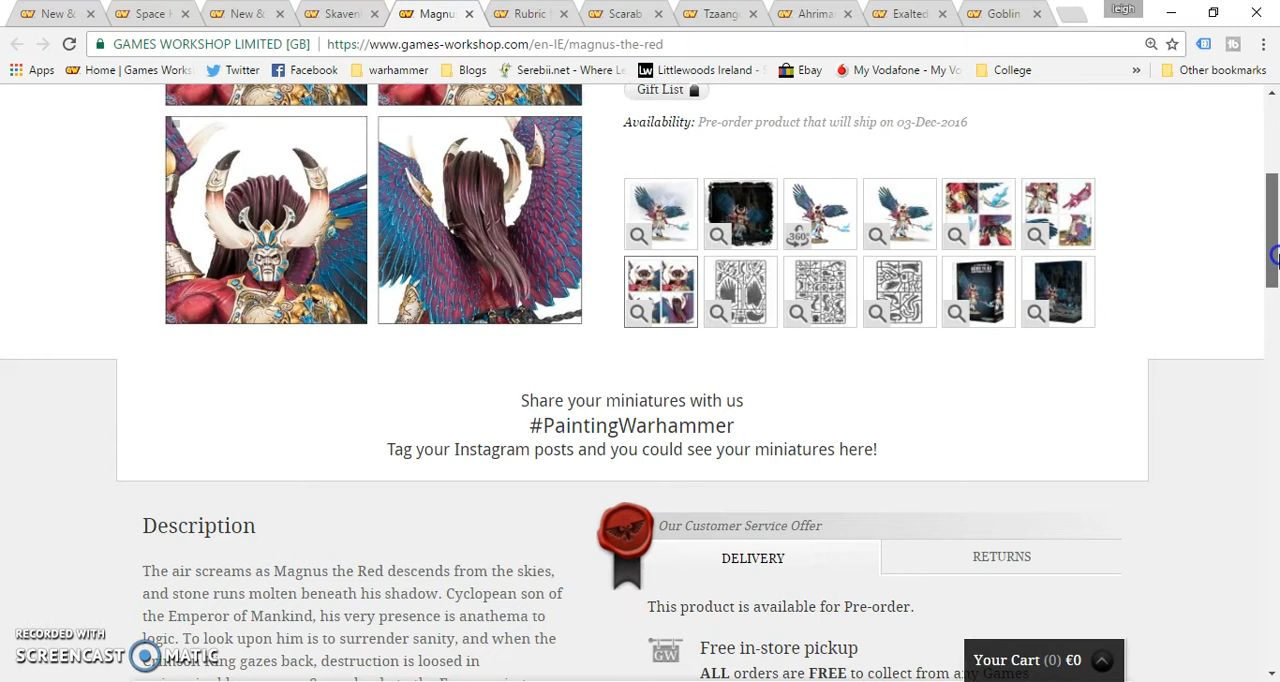 New &
Space
New &
Skaven
Magnu
Rubric
Scarab
Tzaang
Ahrima
Exalted
Goblin
leigh
GAMES WORKSHOP LIMITED [GB]
https://www.games-workshop.com/en-IE/magnus-the-red
Apps
Home | Games Works
Twitter
Facebook
warhammer
Blogs
Serebii.net - Where Le
Littlewoods Ireland -
Ebay
My Vodafone - My Vo
College
»
Other bookmarks
Gift List
Availability: Pre-order product that will ship on 03-Dec-2016
360°
Share your miniatures with us
#PaintingWarhammer
Tag your Instagram posts and you could see your miniatures here!
Description
The air screams as Magnus the Red descends from the skies,
and stone runs molten beneath his shadow. Cyclopean son of
the Emperor of Mankind, his very presence is anathema to
logic. To look upon him is to surrender sanity, and when the
Crimson King gazes back, destruction is loosed in
Our Customer Service Offer
DELIVERY
RETURNS
This product is available for Pre-order.
GW
Free in-store pickup
ALL orders are FREE to collect from any Games
Your Cart (0) €0
RECORDED WITH
SCREENCAST MATIC